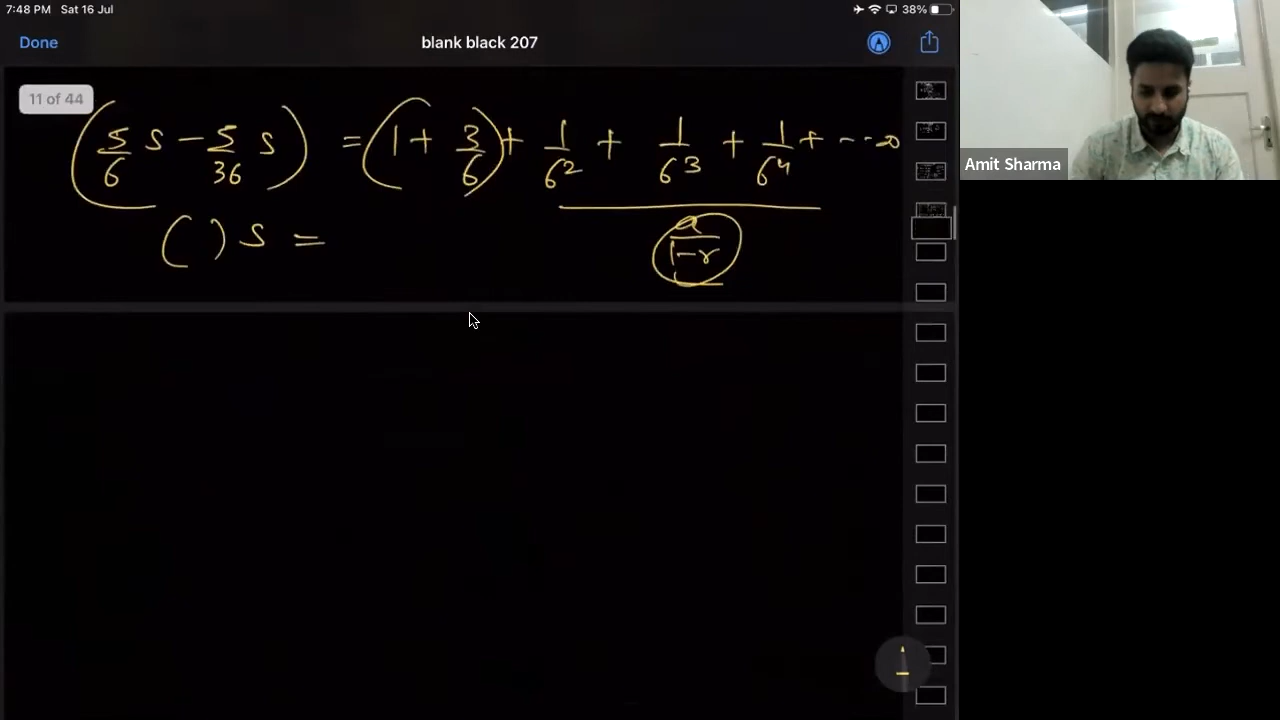 7:48 PM Sat 16 Jul
38%
Done
blank black 207
11 of 44
(5/6 S − 5/36 S) = (1 + 3/6) + 1/6² + 1/6³ + 1/6⁴ + ---∞
( ) S =
a/1−r
Amit Sharma